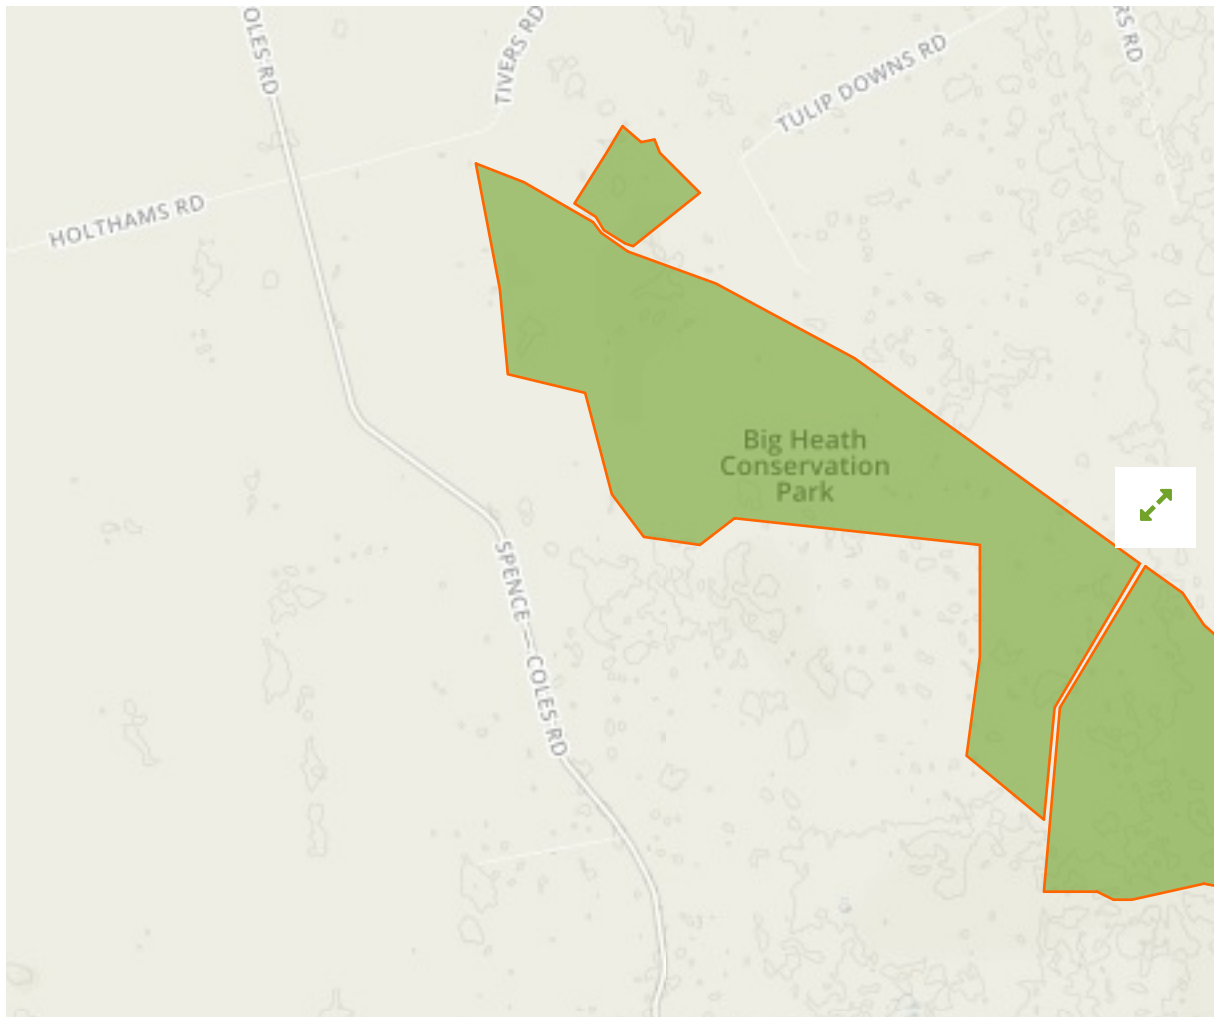 OLES RD
TIVERS RD
TULIP DOWNS RD
RS RD
HOLTHAMS RD
Big Heath
Conservation
Park
SPENCE — COLES RD